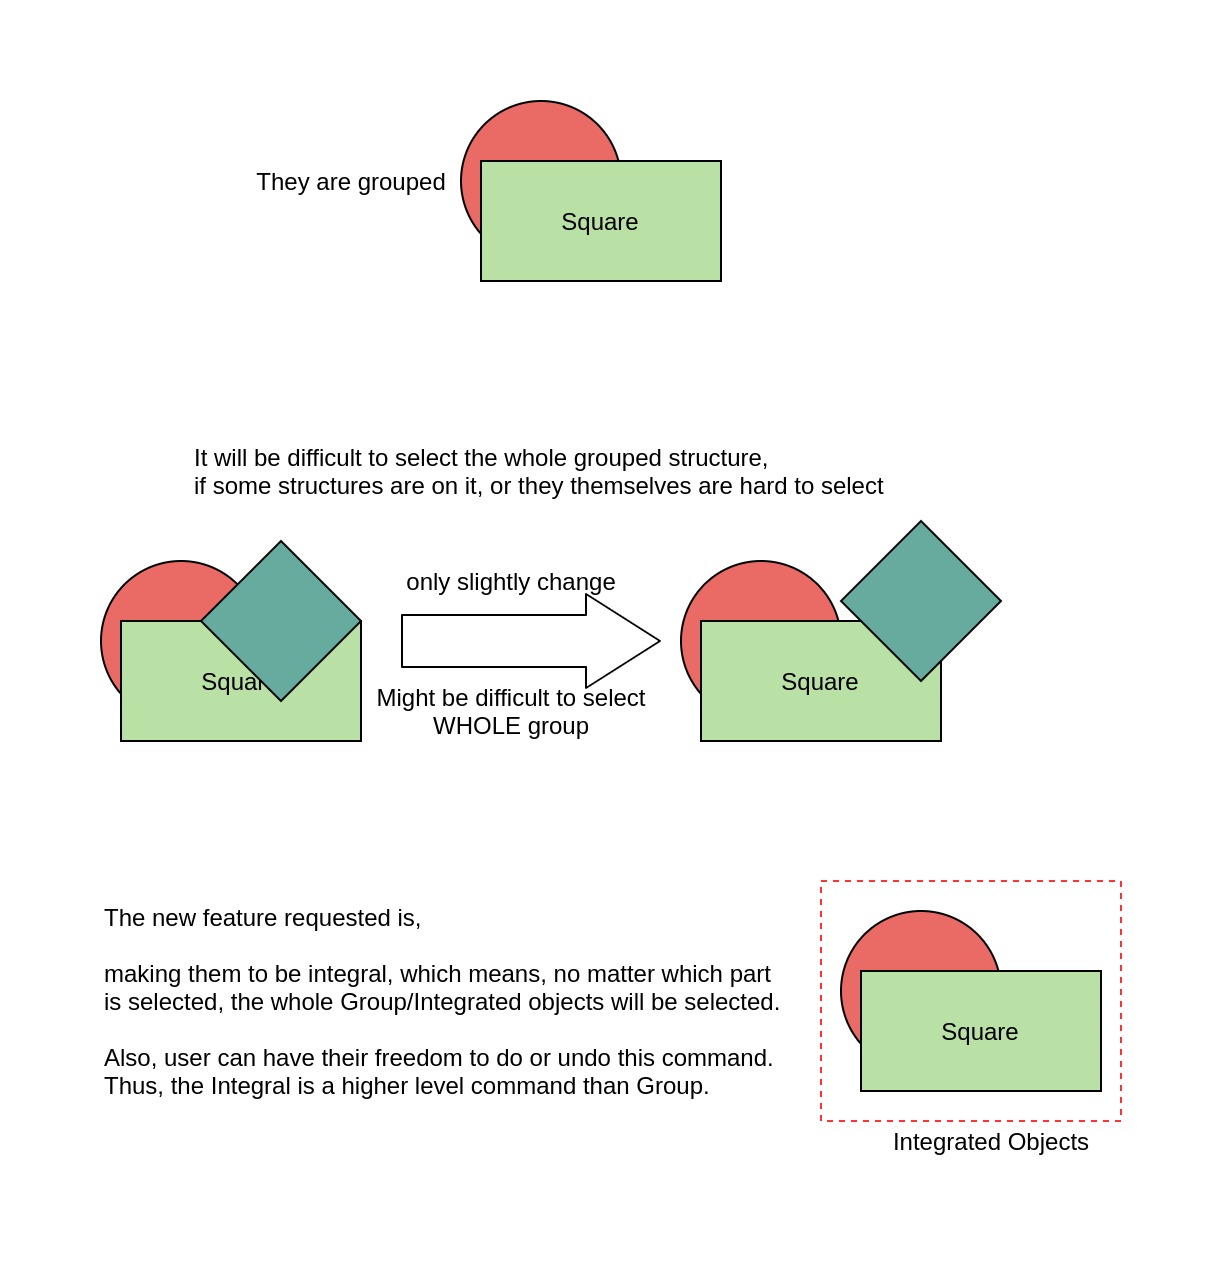 They are grouped
Square
It will be difficult to select the whole grouped structure,
if some structures are on it, or they themselves are hard to select
only slightly change
Squar
Square
Might be difficult to select
WHOLE group
The new feature requested is,
making them to be integral, which means, no matter which part
is selected, the whole Group/Integrated objects will be selected.
Also, user can have their freedom to do or undo this command.
Thus, the Integral is a higher level command than Group.
Square
Integrated Objects